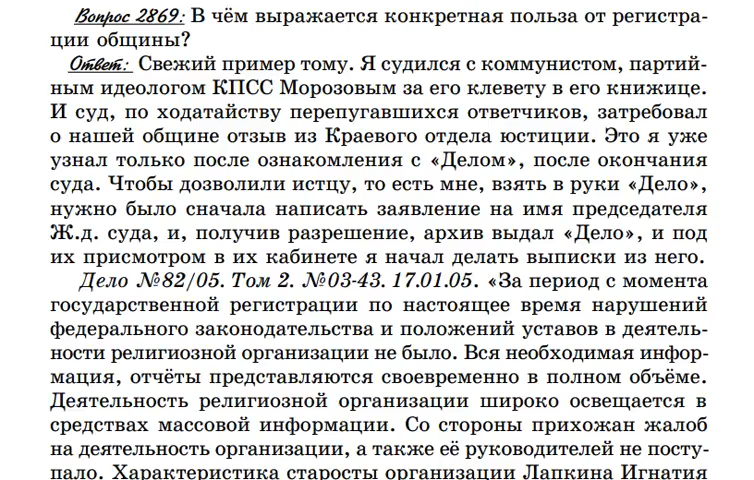 Вопрос 2869: В чём выражается конкретная польза от регистра-
ции общины?
Ответ: Свежий пример тому. Я судился с коммунистом, партий-
ным идеологом КПСС Морозовым за его клевету в его книжице.
И суд, по ходатайству перепугавшихся ответчиков, затребовал
о нашей общине отзыв из Краевого отдела юстиции. Это я уже
узнал только после ознакомления с «Делом», после окончания
суда. Чтобы дозволили истцу, то есть мне, взять в руки «Дело»,
нужно было сначала написать заявление на имя председателя
Ж.д. суда, и, получив разрешение, архив выдал «Дело», и под
их присмотром в их кабинете я начал делать выписки из него.
Дело №82/05. Том 2. №03-43. 17.01.05. «За период с момента
государственной регистрации по настоящее время нарушений
федерального законодательства и положений уставов в деятель-
ности религиозной организации не было. Вся необходимая инфор-
мация, отчёты представляются своевременно в полном объёме.
Деятельность религиозной организации широко освещается в
средствах массовой информации. Со стороны прихожан жалоб
на деятельность организации, а также её руководителей не посту-
пало. Характеристика старосты организации Лапкина Игнатия